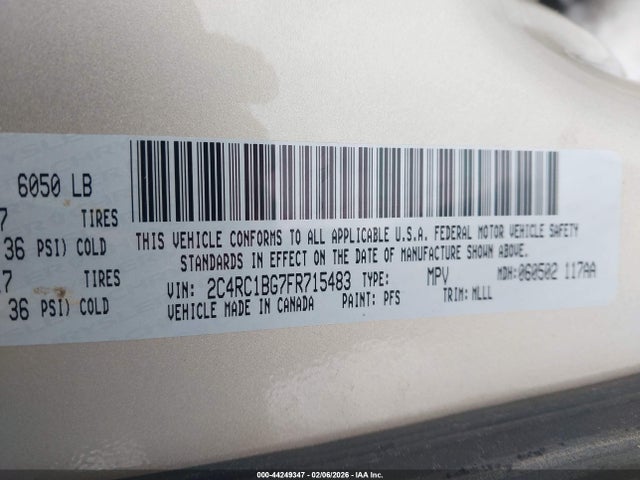 6050 LB
7 TIRES
36 PSI) COLD
17 TIRES
36 PSI) COLD
THIS VEHICLE CONFORMS TO ALL APPLICABLE U.S.A. FEDERAL MOTOR VEHICLE SAFETY
STANDARDS IN EFFECT ON THE DATE OF MANUFACTURE SHOWN ABOVE.
VIN: 2C4RC1BG7FR715483 TYPE: MPV MDH: 060502 117AA
VEHICLE MADE IN CANADA PAINT: PFS TRIM: MLLL
000-44249347 | 02/06/2026 | IAA Inc.